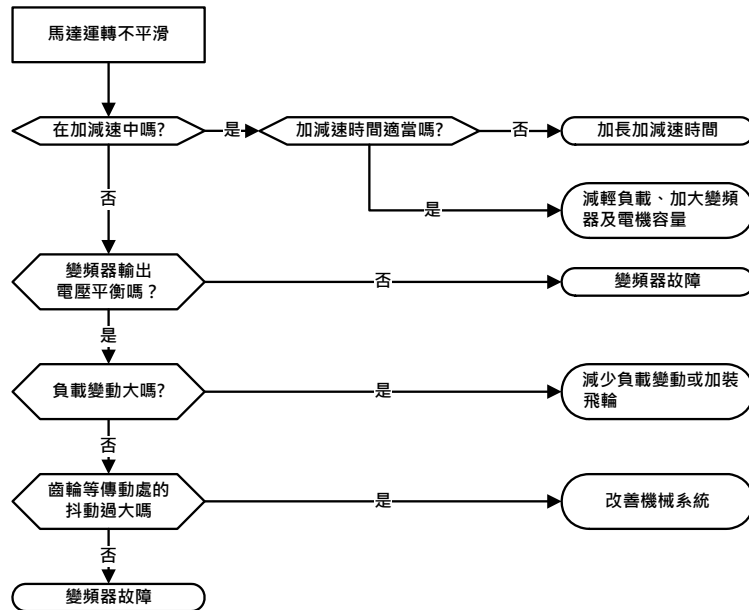 馬達運轉不平滑
在加減速中嗎?
是
加減速時間適當嗎?
否
加長加減速時間
否
是
減輕負載、加大變頻
器及電機容量
變頻器輸出
電壓平衡嗎？
否
變頻器故障
是
負載變動大嗎?
是
減少負載變動或加裝
飛輪
否
齒輪等傳動處的
抖動過大嗎
是
改善機械系統
否
變頻器故障